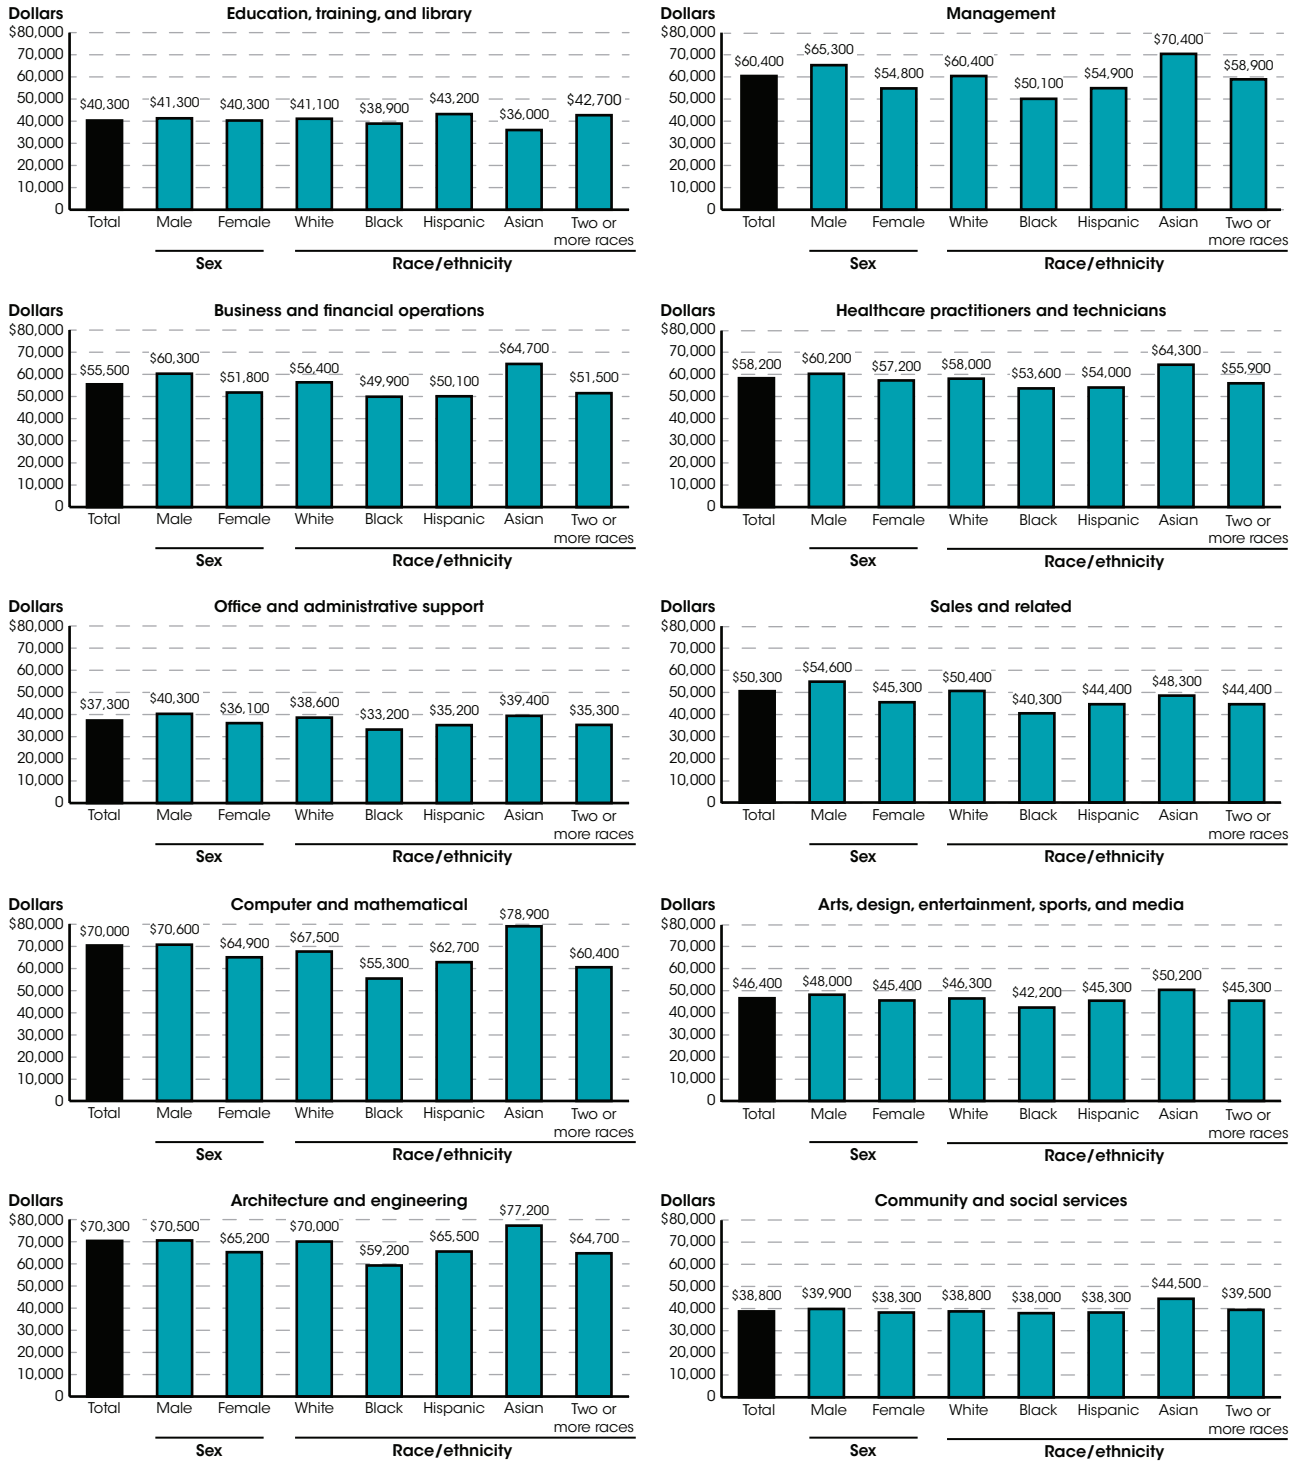 Dollars Education, training, and library
$80,000
70,000
60,000
50,000
40,000
30,000
20,000
10,000
0
$40,300 $41,300 $40,300 $41,100 $38,900 $43,200 $36,000 $42,700
Total Male Female White Black Hispanic Asian Two or
more races
Sex Race/ethnicity
Dollars Management
$80,000
70,000
60,000
50,000
40,000
30,000
20,000
10,000
0
$60,400 $65,300 $54,800 $60,400 $50,100 $54,900 $70,400 $58,900
Total Male Female White Black Hispanic Asian Two or
more races
Sex Race/ethnicity
Dollars Business and financial operations
$80,000
70,000
60,000
50,000
40,000
30,000
20,000
10,000
0
$55,500 $60,300 $51,800 $56,400 $49,900 $50,100 $64,700 $51,500
Total Male Female White Black Hispanic Asian Two or
more races
Sex Race/ethnicity
Dollars Healthcare practitioners and technicians
$80,000
70,000
60,000
50,000
40,000
30,000
20,000
10,000
0
$58,200 $60,200 $57,200 $58,000 $53,600 $54,000 $64,300 $55,900
Total Male Female White Black Hispanic Asian Two or
more races
Sex Race/ethnicity
Dollars Office and administrative support
$80,000
70,000
60,000
50,000
40,000
30,000
20,000
10,000
0
$37,300 $40,300 $36,100 $38,600 $33,200 $35,200 $39,400 $35,300
Total Male Female White Black Hispanic Asian Two or
more races
Sex Race/ethnicity
Dollars Sales and related
$80,000
70,000
60,000
50,000
40,000
30,000
20,000
10,000
0
$50,300 $54,600 $45,300 $50,400 $40,300 $44,400 $48,300 $44,400
Total Male Female White Black Hispanic Asian Two or
more races
Sex Race/ethnicity
Dollars Computer and mathematical
$80,000
70,000
60,000
50,000
40,000
30,000
20,000
10,000
0
$70,000 $70,600 $64,900 $67,500 $55,300 $62,700 $78,900 $60,400
Total Male Female White Black Hispanic Asian Two or
more races
Sex Race/ethnicity
Dollars Arts, design, entertainment, sports, and media
$80,000
70,000
60,000
50,000
40,000
30,000
20,000
10,000
0
$46,400 $48,000 $45,400 $46,300 $42,200 $45,300 $50,200 $45,300
Total Male Female White Black Hispanic Asian Two or
more races
Sex Race/ethnicity
Dollars Architecture and engineering
$80,000
70,000
60,000
50,000
40,000
30,000
20,000
10,000
0
$70,300 $70,500 $65,200 $70,000 $59,200 $65,500 $77,200 $64,700
Total Male Female White Black Hispanic Asian Two or
more races
Sex Race/ethnicity
Dollars Community and social services
$80,000
70,000
60,000
50,000
40,000
30,000
20,000
10,000
0
$38,800 $39,900 $38,300 $38,800 $38,000 $38,300 $44,500 $39,500
Total Male Female White Black Hispanic Asian Two or
more races
Sex Race/ethnicity